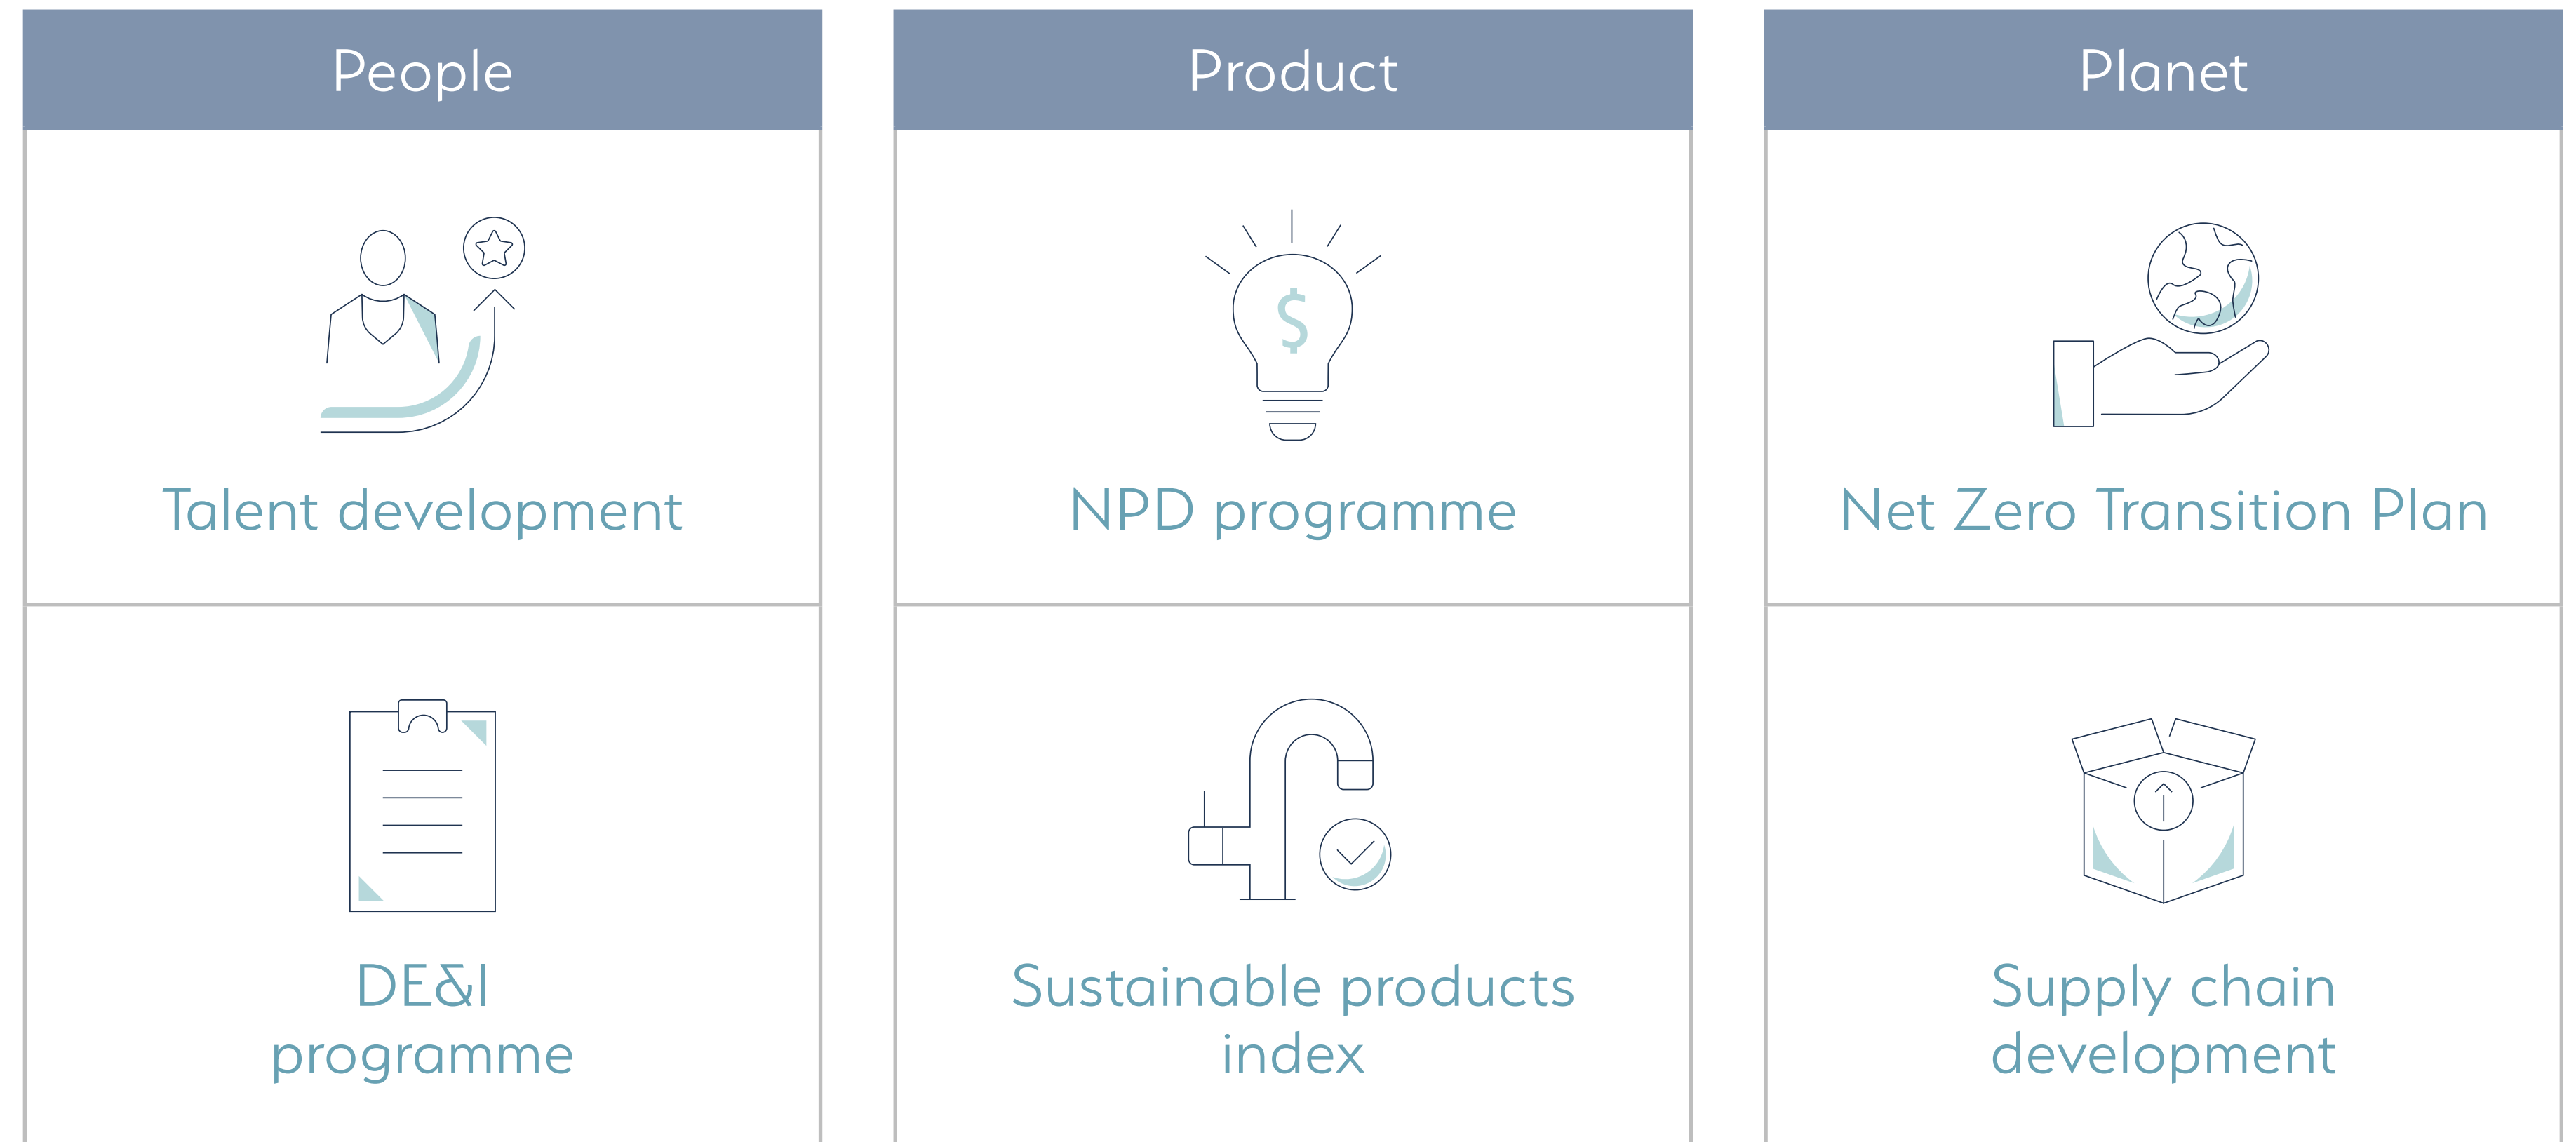 People
Talent development
DE&I
programme
Product
NPD programme
$
Sustainable products
index
Planet
Net Zero Transition Plan
Supply chain
development